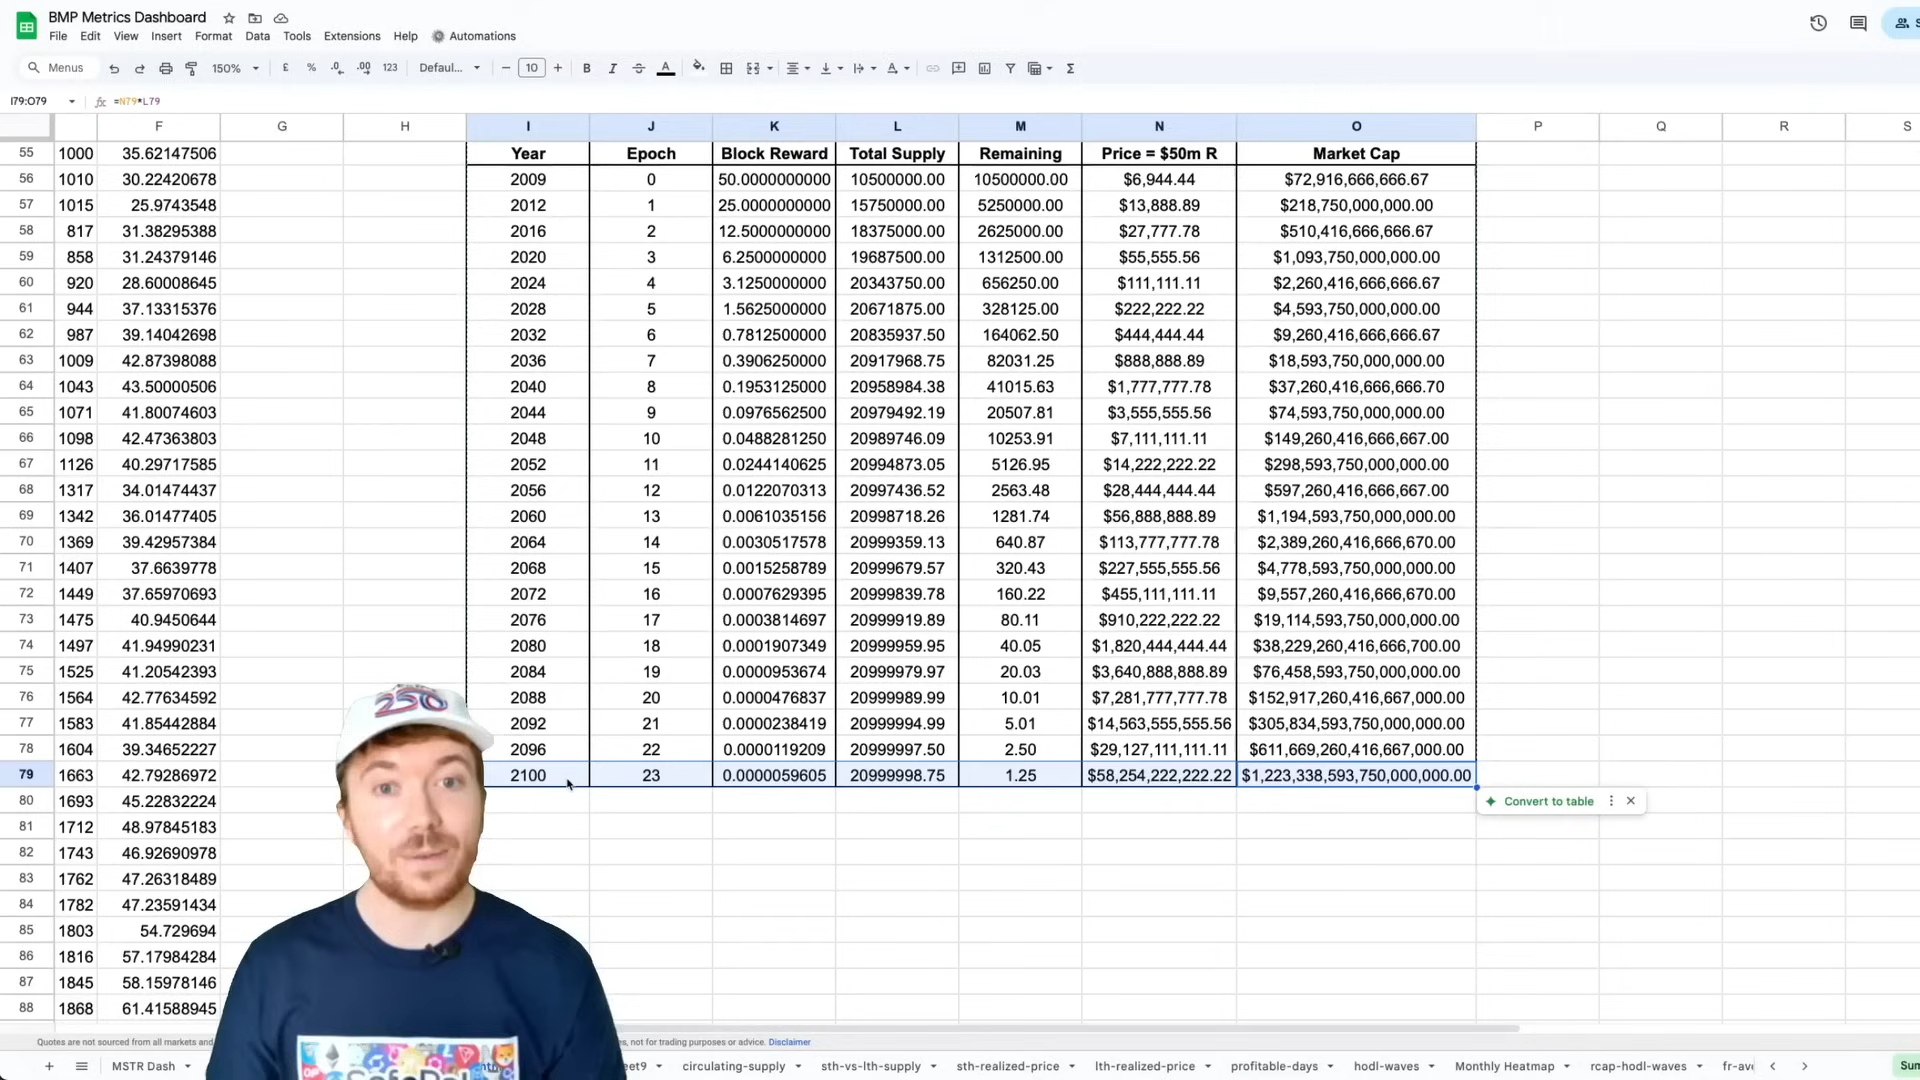 BMP Metrics Dashboard
File Edit View Insert Format Data Tools Extensions Help Automations
Menus 150% £ % .0 .00 123 Defaul... 10 B I A
I79:O79 =N79*L79
F G H I J K L M N O P Q R S
55 1000 35.62147506 Year Epoch Block Reward Total Supply Remaining Price = $50m R Market Cap
56 1010 30.22420678 2009 0 50.0000000000 10500000.00 10500000.00 $6,944.44 $72,916,666,666.67
57 1015 25.9743548 2012 1 25.0000000000 15750000.00 5250000.00 $13,888.89 $218,750,000,000.00
58 817 31.38295388 2016 2 12.5000000000 18375000.00 2625000.00 $27,777.78 $510,416,666,666.67
59 858 31.24379146 2020 3 6.2500000000 19687500.00 1312500.00 $55,555.56 $1,093,750,000,000.00
60 920 28.60008645 2024 4 3.1250000000 20343750.00 656250.00 $111,111.11 $2,260,416,666,666.67
61 944 37.13315376 2028 5 1.5625000000 20671875.00 328125.00 $222,222.22 $4,593,750,000,000.00
62 987 39.14042698 2032 6 0.7812500000 20835937.50 164062.50 $444,444.44 $9,260,416,666,666.67
63 1009 42.87398088 2036 7 0.3906250000 20917968.75 82031.25 $888,888.89 $18,593,750,000,000.00
64 1043 43.50000506 2040 8 0.1953125000 20958984.38 41015.63 $1,777,777.78 $37,260,416,666,666.70
65 1071 41.80074603 2044 9 0.0976562500 20979492.19 20507.81 $3,555,555.56 $74,593,750,000,000.00
66 1098 42.47363803 2048 10 0.0488281250 20989746.09 10253.91 $7,111,111.11 $149,260,416,666,667.00
67 1126 40.29717585 2052 11 0.0244140625 20994873.05 5126.95 $14,222,222.22 $298,593,750,000,000.00
68 1317 34.01474437 2056 12 0.0122070313 20997436.52 2563.48 $28,444,444.44 $597,260,416,666,667.00
69 1342 36.01477405 2060 13 0.0061035156 20998718.26 1281.74 $56,888,888.89 $1,194,593,750,000,000.00
70 1369 39.42957384 2064 14 0.0030517578 20999359.13 640.87 $113,777,777.78 $2,389,260,416,666,670.00
71 1407 37.6639778 2068 15 0.0015258789 20999679.57 320.43 $227,555,555.56 $4,778,593,750,000,000.00
72 1449 37.65970693 2072 16 0.0007629395 20999839.78 160.22 $455,111,111.11 $9,557,260,416,666,670.00
73 1475 40.9450644 2076 17 0.0003814697 20999919.89 80.11 $910,222,222.22 $19,114,593,750,000,000.00
74 1497 41.94990231 2080 18 0.0001907349 20999959.95 40.05 $1,820,444,444.44 $38,229,260,416,666,700.00
75 1525 41.20542393 2084 19 0.0000953674 20999979.97 20.03 $3,640,888,888.89 $76,458,593,750,000,000.00
76 1564 42.77634592 2088 20 0.0000476837 20999989.99 10.01 $7,281,777,777.78 $152,917,260,416,667,000.00
77 1583 41.85442884 2092 21 0.0000238419 20999994.99 5.01 $14,563,555,555.56 $305,834,593,750,000,000.00
78 1604 39.34652227 2096 22 0.0000119209 20999997.50 2.50 $29,127,111,111.11 $611,669,260,416,667,000.00
79 1663 42.79286972 2100 23 0.0000059605 20999998.75 1.25 $58,254,222,222.22 $1,223,338,593,750,000,000.00
80 1693 45.22832224 Convert to table
81 1712 48.97845183
82 1743 46.92690978
83 1762 47.26318489
84 1782 47.23591434
85 1803 54.729694
86 1816 57.17984284
87 1845 58.15978146
88 1868 61.41588945
250
Quotes are not sourced from all markets and not for trading purposes or advice. Disclaimer
MSTR Dash eet9 circulating-supply sth-vs-lth-supply sth-realized-price lth-realized-price profitable-days hodl-waves Monthly Heatmap rcap-hodl-waves fr-ave Sum
SafePal